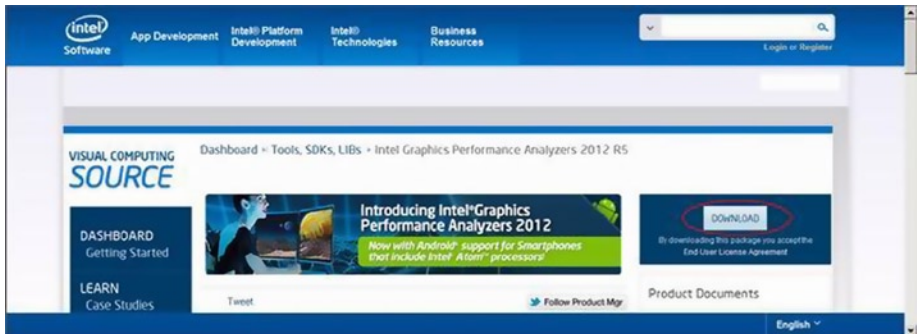 intel
Software
App Development
Intel® Platform
Development
Intel®
Technologies
Business
Resources
Login or Register
VISUAL COMPUTING
SOURCE
Dashboard » Tools, SDKs, LIBs » Intel Graphics Performance Analyzers 2012 R5
Introducing Intel® Graphics
Performance Analyzers 2012
Now with Android* support for Smartphones
that include Intel® Atom™ processors!
DOWNLOAD
By downloading this package you accept the
End User License Agreement
DASHBOARD
Getting Started
LEARN
Case Studies
Tweet
Follow Product Mgr
Product Documents
English